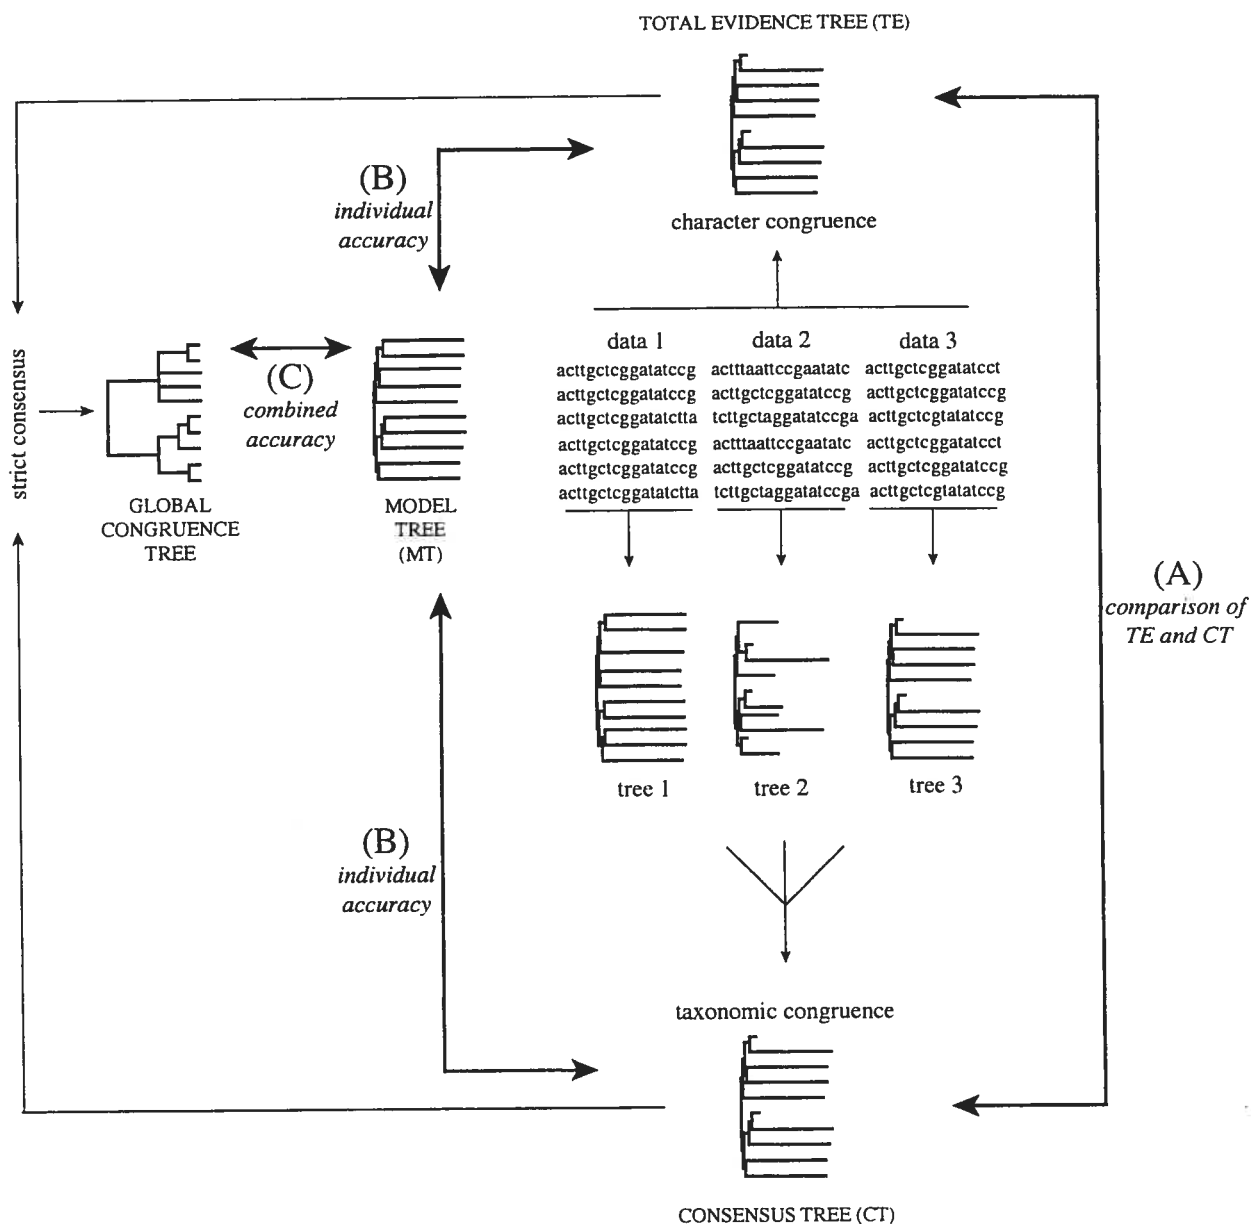 TOTAL EVIDENCE TREE (TE)
(B)
individual
accuracy
character congruence
strict consensus
(C)
combined
accuracy
GLOBAL
CONGRUENCE
TREE
MODEL
TREE
(MT)
data 1
data 2
data 3
acttgctcggatatccg
actttaattccgaatatc
acttgctcggatatcct
acttgctcggatatccg
acttgctcggatatccg
acttgctcggatatccg
acttgctcggatatctta
tcttgctaggatatccga
acttgctcgtatatccg
acttgctcggatatccg
actttaattccgaatatc
acttgctcggatatcct
acttgctcggatatccg
acttgctcggatatccg
acttgctcggatatccg
acttgctcggatatctta
tcttgctaggatatccga
acttgctcgtatatccg
(A)
comparison of
TE and CT
tree 1
tree 2
tree 3
(B)
individual
accuracy
taxonomic congruence
CONSENSUS TREE (CT)